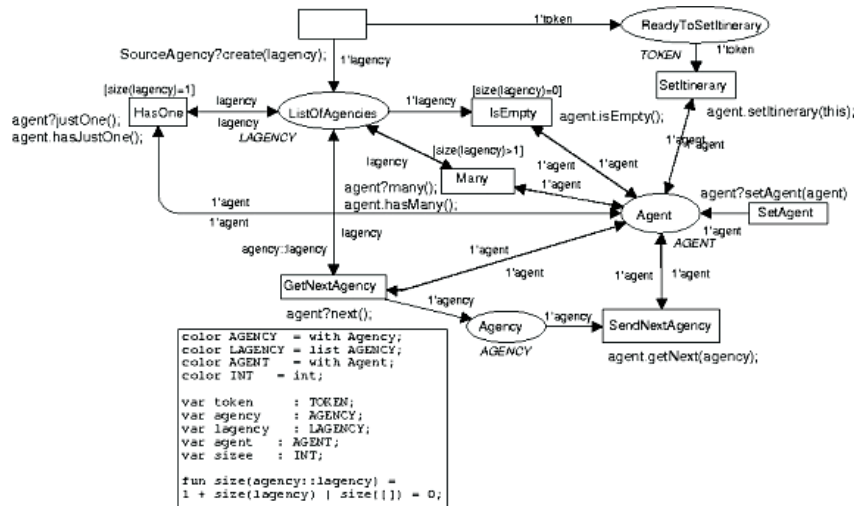 1'token
ReadyToSetItinerary
TOKEN
1'token
SourceAgency?create(lagency);
1'lagency
SetItinerary
agent.setItinerary(this);
[size(lagency)=1]
HasOne
agent?justOne();
agent.hasJustOne();
lagency
lagency
ListOfAgencies
LAGENCY
1'lagency
[size(lagency)=0]
IsEmpty
agent.isEmpty();
1'agent
1'agent
lagency
[size(lagency)>1]
Many
agent?many();
agent.hasMany();
1'agent
1'agent
1'agent
1'agent
agent?setAgent(agent)
SetAgent
1'agent
Agent
AGENT
1'agent
1'agent
lagency
agency::lagency
1'agent
1'agent
1'agent
1'agent
GetNextAgency
agent?next();
1'agency
Agency
AGENCY
1'agency
SendNextAgency
agent.getNext(agency);
color AGENCY = with Agency;
color LAGENCY = list AGENCY;
color AGENT = with Agent;
color INT = int;
var token : TOKEN;
var agency : AGENCY;
var lagency : LAGENCY;
var agent : AGENT;
var sizee : INT;
fun size(agency::lagency) =
1 + size(lagency) | size([]) = 0;